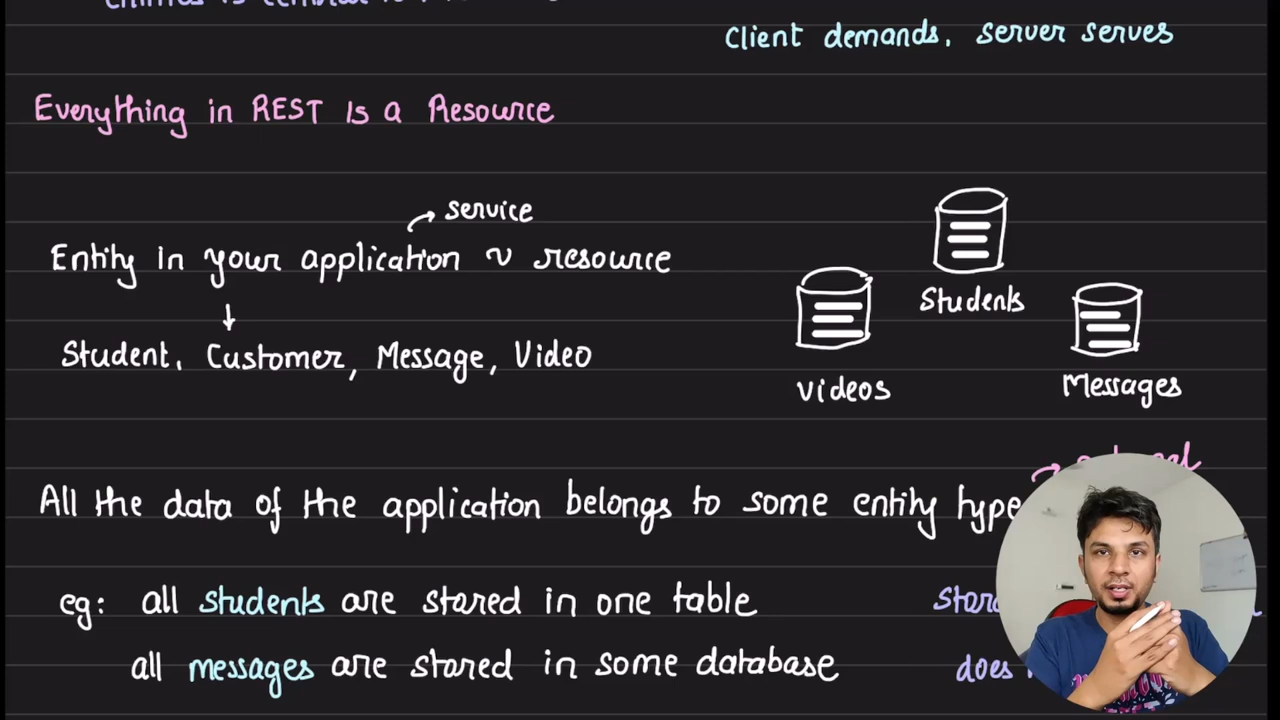 Client demands, server serves
Everything in REST Is a Resource
service
Entity in your application ~ resource
Student, Customer, Message, Video
Students
Videos
Messages
All the data of the application belongs to some entity type
eg: all students are stored in one table
all messages are stored in some database
does